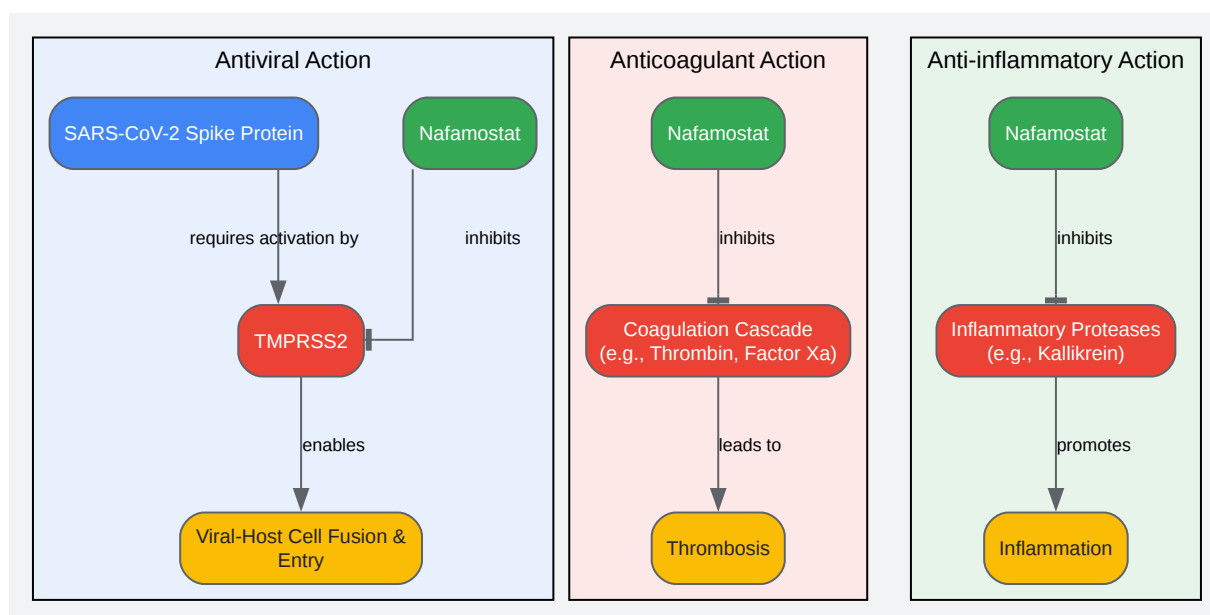 Antiviral Action
SARS-CoV-2 Spike Protein
Nafamostat
requires activation by
inhibits
TMPRSS2
enables
Viral-Host Cell Fusion &
Entry
Anticoagulant Action
Nafamostat
inhibits
Coagulation Cascade
(e.g., Thrombin, Factor Xa)
leads to
Thrombosis
Anti-inflammatory Action
Nafamostat
inhibits
Inflammatory Proteases
(e.g., Kallikrein)
promotes
Inflammation